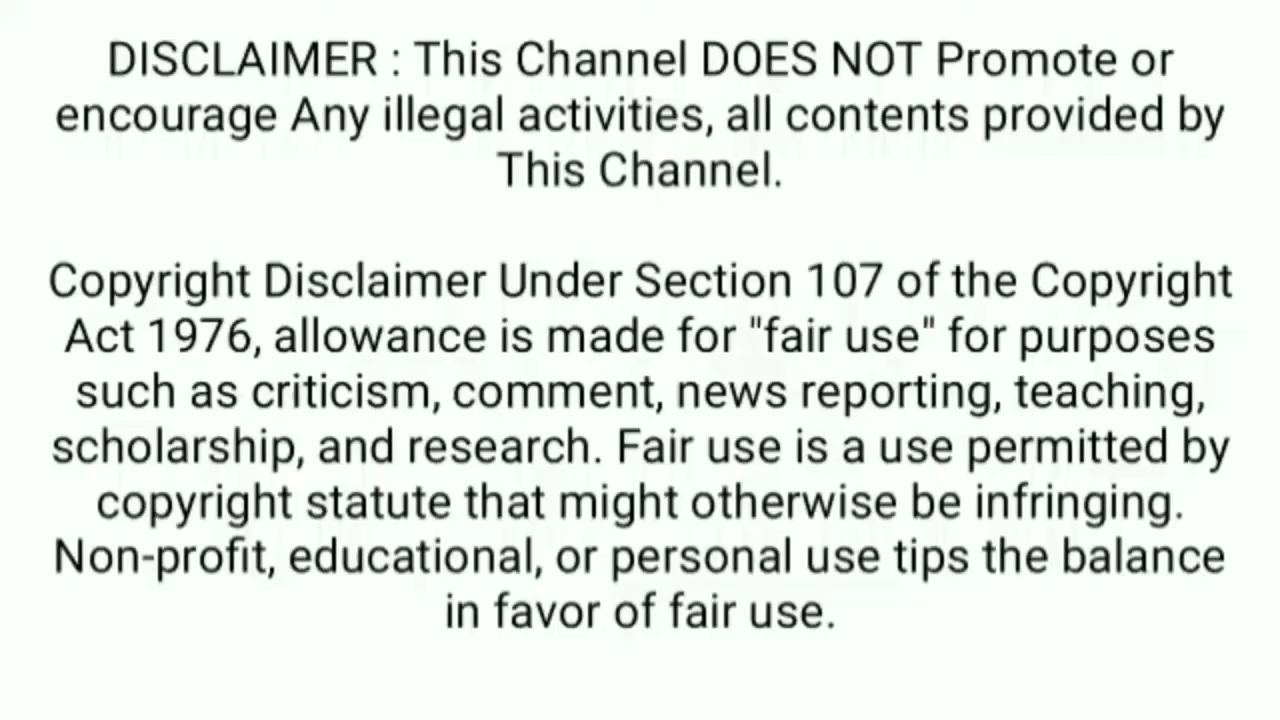 DISCLAIMER : This Channel DOES NOT Promote or
encourage Any illegal activities, all contents provided by
This Channel.
Copyright Disclaimer Under Section 107 of the Copyright
Act 1976, allowance is made for "fair use" for purposes
such as criticism, comment, news reporting, teaching,
scholarship, and research. Fair use is a use permitted by
copyright statute that might otherwise be infringing.
Non-profit, educational, or personal use tips the balance
in favor of fair use.